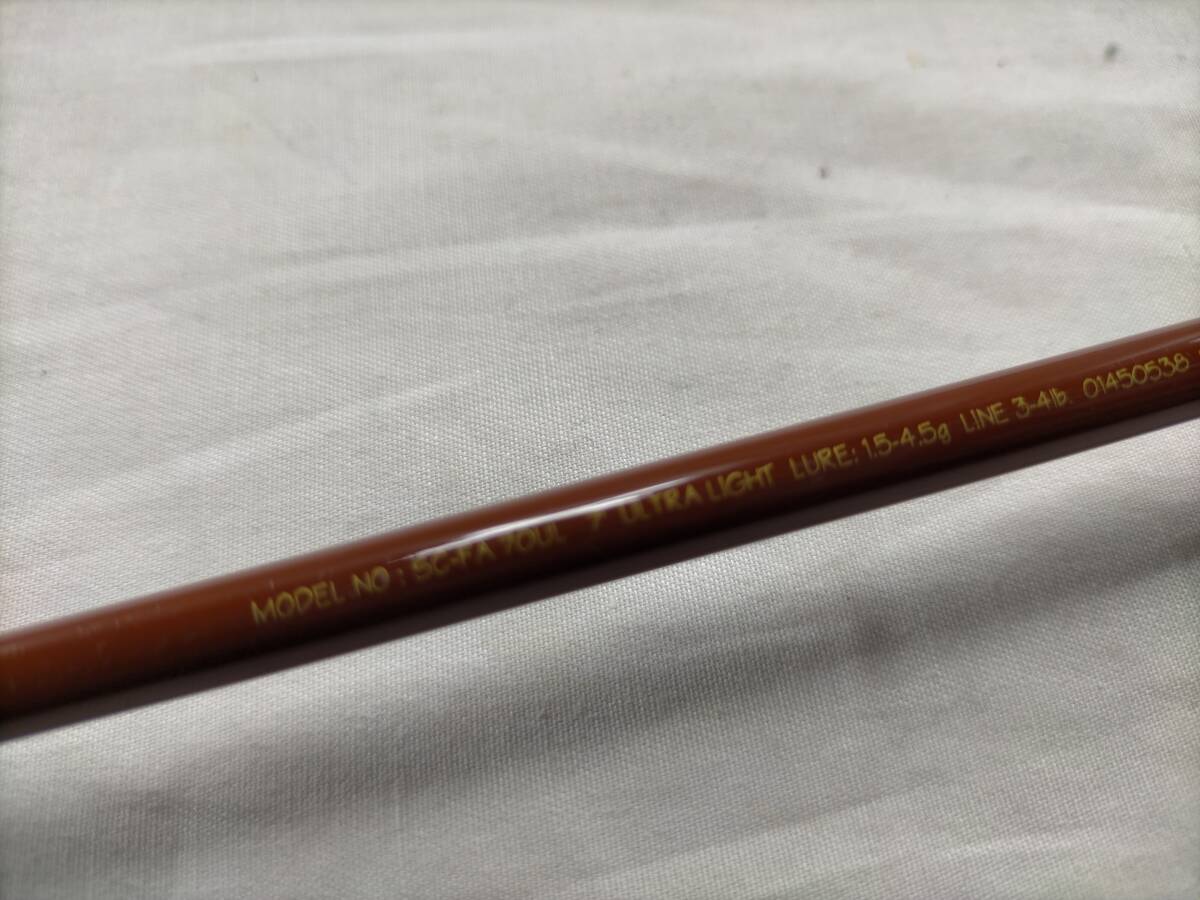 MODEL NO : SC-FA 70UL 7' ULTRA LIGHT LURE: 1.5-4.5g LINE 3-4lb. 01450538